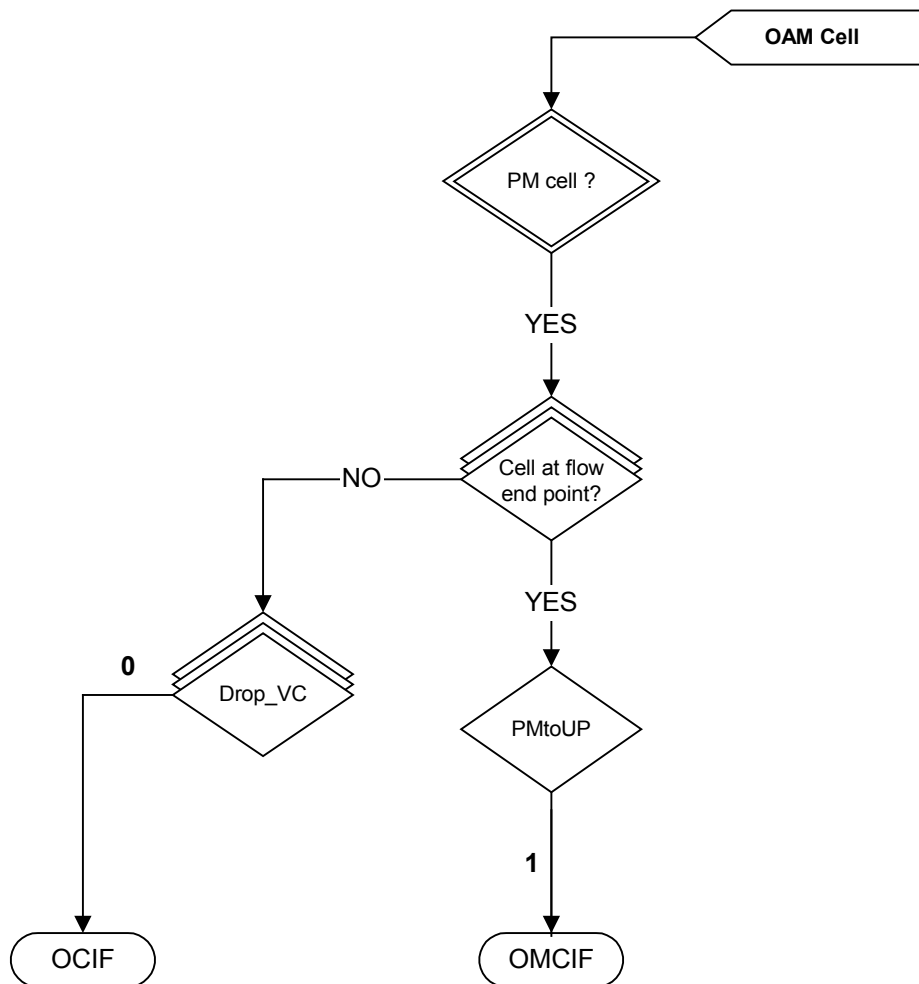 OAM Cell
PM cell ?
YES
Cell at flow
end point?
NO
YES
0
Drop_VC
PMtoUP
1
OCIF
OMCIF